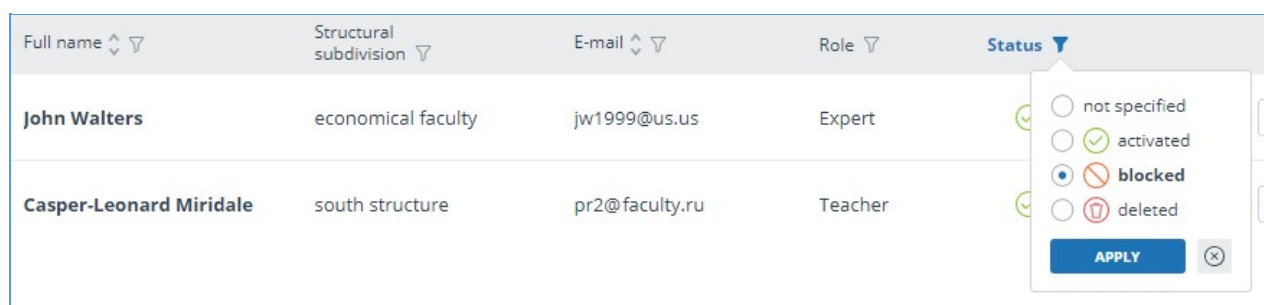 Full name
Structural
subdivision
E-mail
Role
Status
John Walters
economical faculty
jw1999@us.us
Expert
not specified
activated
blocked
deleted
Casper-Leonard Miridale
south structure
pr2@faculty.ru
Teacher
APPLY